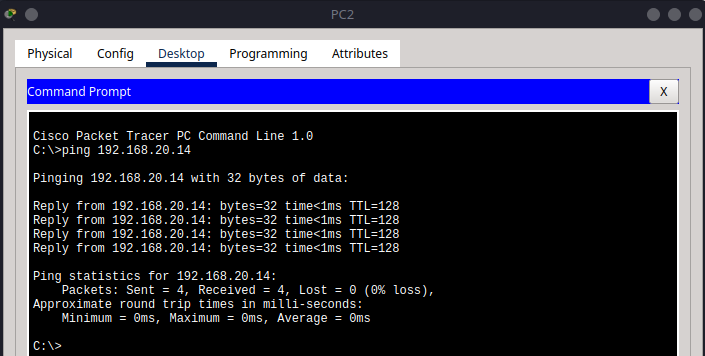 PC2
Physical Config Desktop Programming Attributes
Command Prompt
X
Cisco Packet Tracer PC Command Line 1.0
C:\>ping 192.168.20.14
Pinging 192.168.20.14 with 32 bytes of data:
Reply from 192.168.20.14: bytes=32 time<1ms TTL=128
Reply from 192.168.20.14: bytes=32 time<1ms TTL=128
Reply from 192.168.20.14: bytes=32 time<1ms TTL=128
Reply from 192.168.20.14: bytes=32 time<1ms TTL=128
Ping statistics for 192.168.20.14:
    Packets: Sent = 4, Received = 4, Lost = 0 (0% loss),
Approximate round trip times in milli-seconds:
    Minimum = 0ms, Maximum = 0ms, Average = 0ms
C:\>